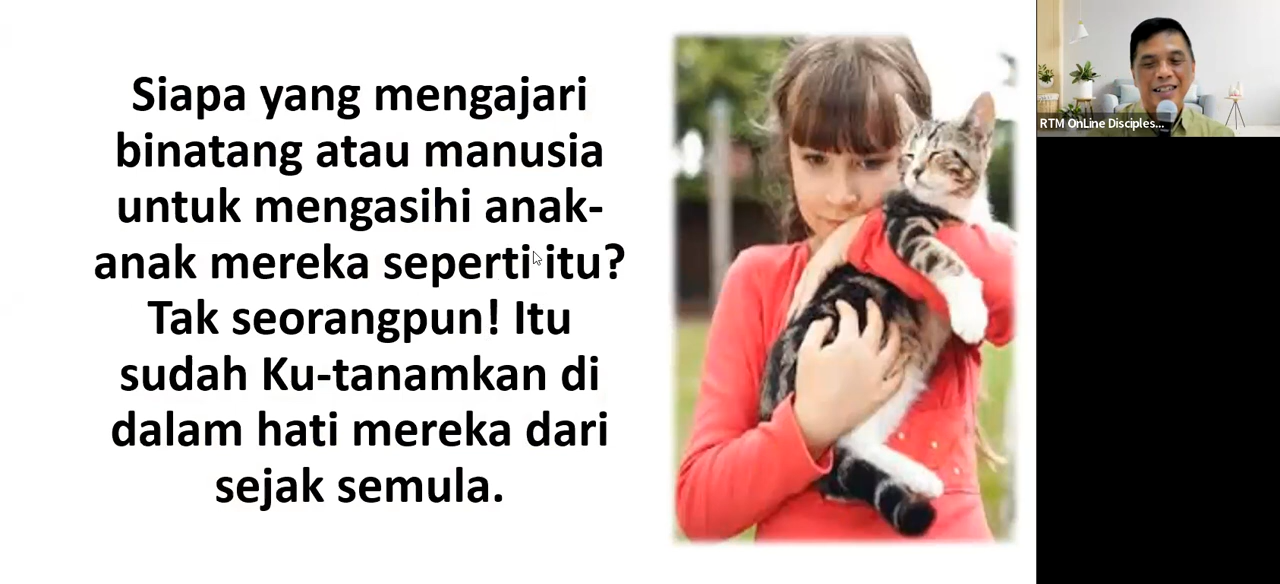 Siapa yang mengajari
binatang atau manusia
untuk mengasihi anak-
anak mereka seperti itu?
Tak seorangpun! Itu
sudah Ku-tanamkan di
dalam hati mereka dari
sejak semula.
RTM OnLine Disciples...